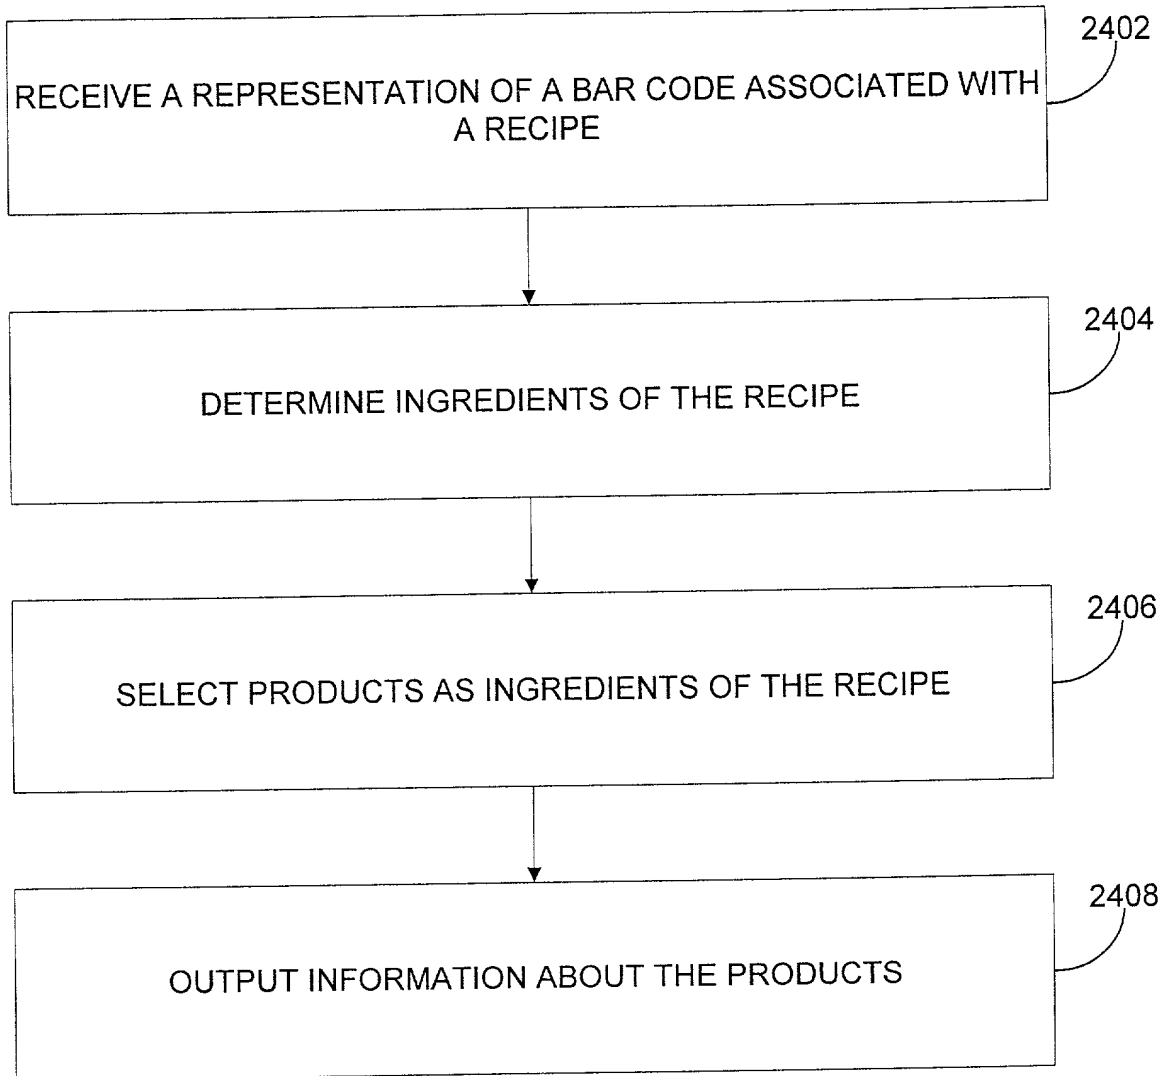 2402
RECEIVE A REPRESENTATION OF A BAR CODE ASSOCIATED WITH
A RECIPE
2404
DETERMINE INGREDIENTS OF THE RECIPE
2406
SELECT PRODUCTS AS INGREDIENTS OF THE RECIPE
2408
OUTPUT INFORMATION ABOUT THE PRODUCTS